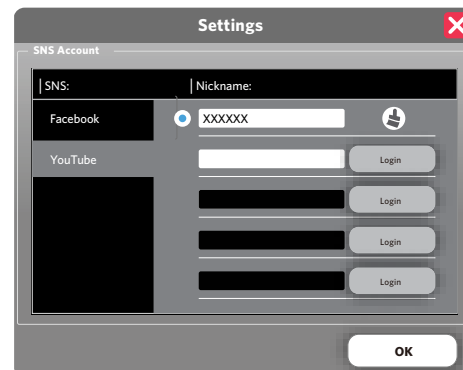 Settings
SNS Account
SNS: Nickname:
Facebook XXXXXX
YouTube Login
Login
Login
Login
OK